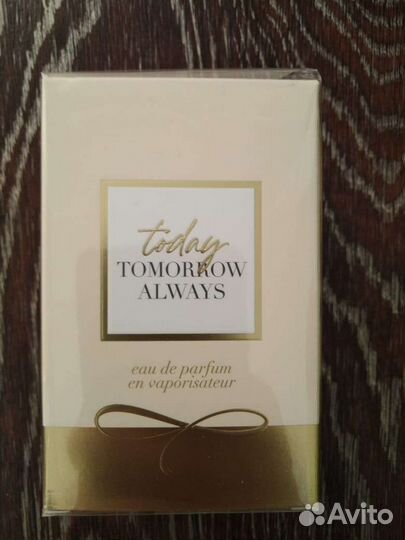 today
TOMORROW
ALWAYS
eau de parfum
en vaporisateur
Avito